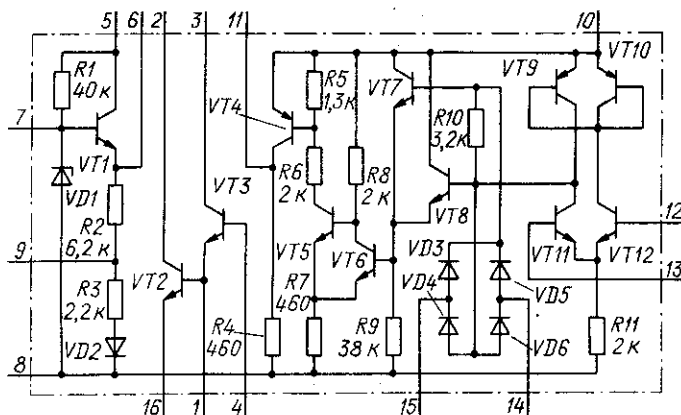 5 6 2 3 11 10
R1
40к
7
VT1
VD1
R2
6,2к
9
R3
2,2к
VD2
8
VT2
VT3
VT4
R4
460
R5
1,3к
R6
2к
VT5
R7
460
R8
2к
VT6
R9
38к
VT7
R10
3,2к
VT8
VD3
VD4
VD5
VD6
VT9
VT10
VT11
VT12
12
13
R11
2к
16 1 4 15 14